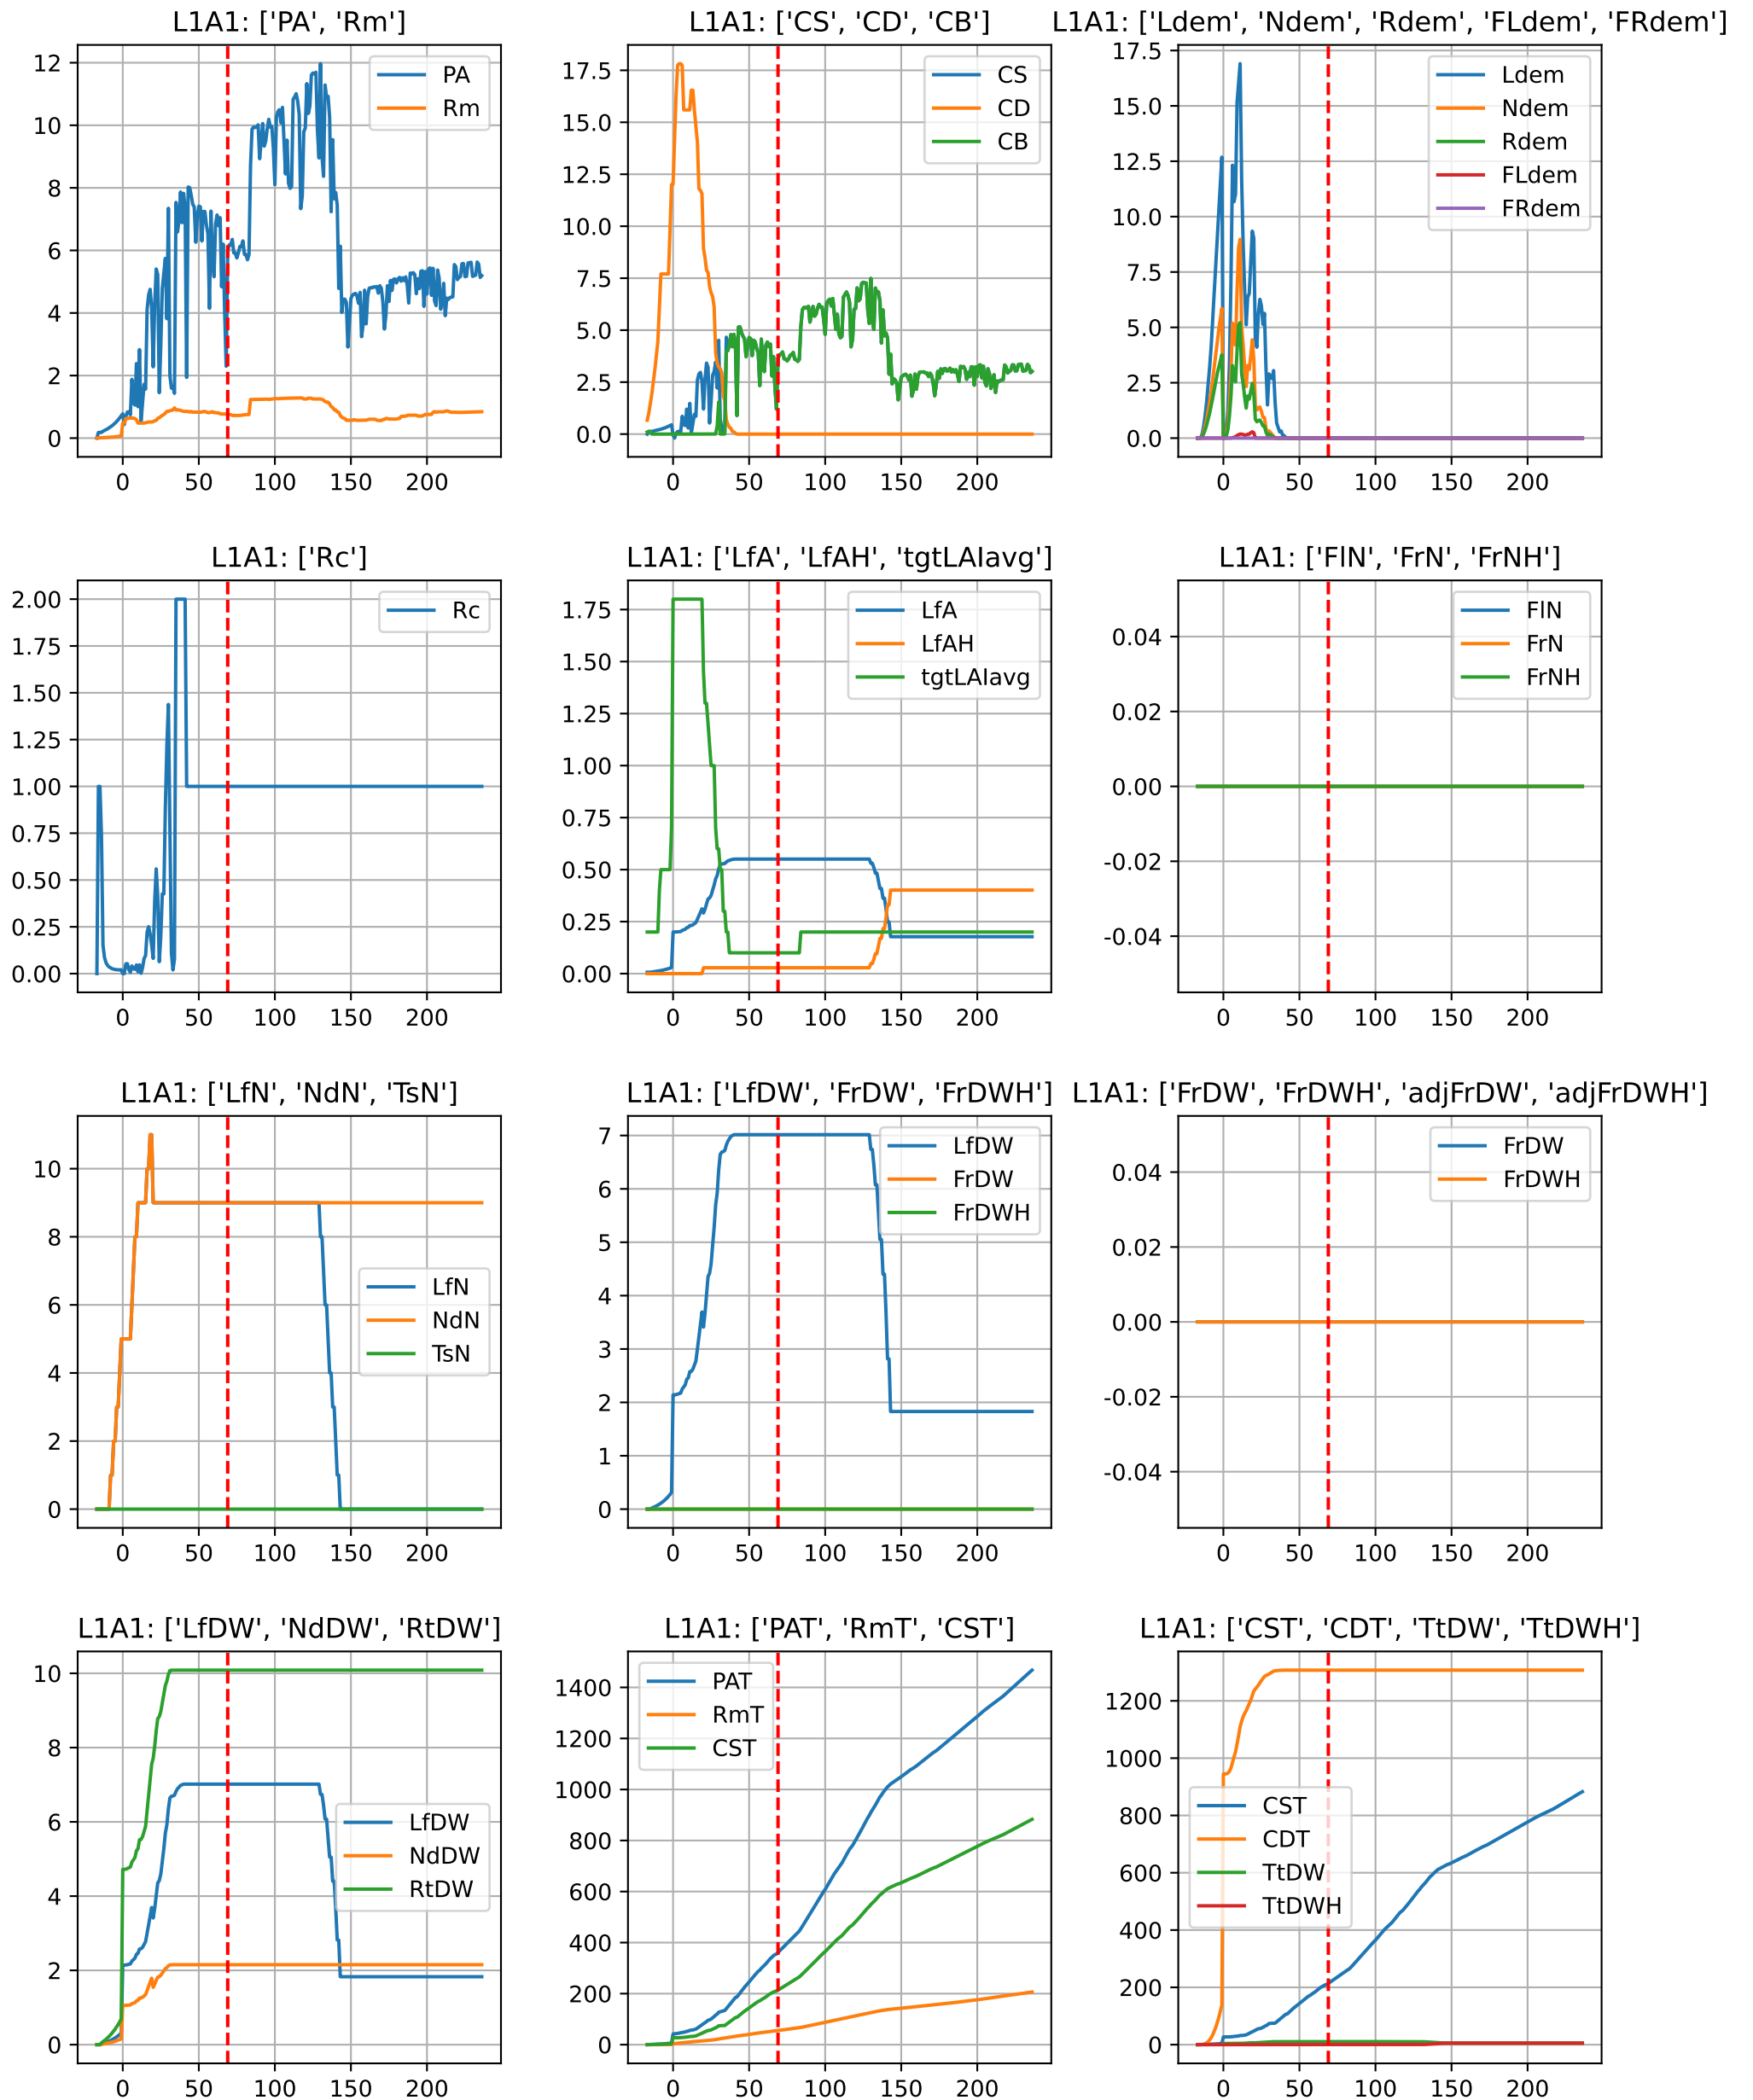 L1A1: ['PA', 'Rm']
12
10
8
6
4
2
0
0 50 100 150 200
PA
Rm
L1A1: ['CS', 'CD', 'CB']
17.5
15.0
12.5
10.0
7.5
5.0
2.5
0.0
0 50 100 150 200
CS
CD
CB
L1A1: ['Ldem', 'Ndem', 'Rdem', 'FLdem', 'FRdem']
17.5
15.0
12.5
10.0
7.5
5.0
2.5
0.0
0 50 100 150 200
Ldem
Ndem
Rdem
FLdem
FRdem
L1A1: ['Rc']
2.00
1.75
1.50
1.25
1.00
0.75
0.50
0.25
0.00
0 50 100 150 200
Rc
L1A1: ['LfA', 'LfAH', 'tgtLAIavg']
1.75
1.50
1.25
1.00
0.75
0.50
0.25
0.00
0 50 100 150 200
LfA
LfAH
tgtLAIavg
L1A1: ['FlN', 'FrN', 'FrNH']
0.04
0.02
0.00
-0.02
-0.04
0 50 100 150 200
FlN
FrN
FrNH
L1A1: ['LfN', 'NdN', 'TsN']
10
8
6
4
2
0
0 50 100 150 200
LfN
NdN
TsN
L1A1: ['LfDW', 'FrDW', 'FrDWH']
7
6
5
4
3
2
1
0
0 50 100 150 200
LfDW
FrDW
FrDWH
L1A1: ['FrDW', 'FrDWH', 'adjFrDW', 'adjFrDWH']
0.04
0.02
0.00
-0.02
-0.04
0 50 100 150 200
FrDW
FrDWH
L1A1: ['LfDW', 'NdDW', 'RtDW']
10
8
6
4
2
0
0 50 100 150 200
LfDW
NdDW
RtDW
L1A1: ['PAT', 'RmT', 'CST']
1400
1200
1000
800
600
400
200
0
0 50 100 150 200
PAT
RmT
CST
L1A1: ['CST', 'CDT', 'TtDW', 'TtDWH']
1200
1000
800
600
400
200
0
0 50 100 150 200
CST
CDT
TtDW
TtDWH